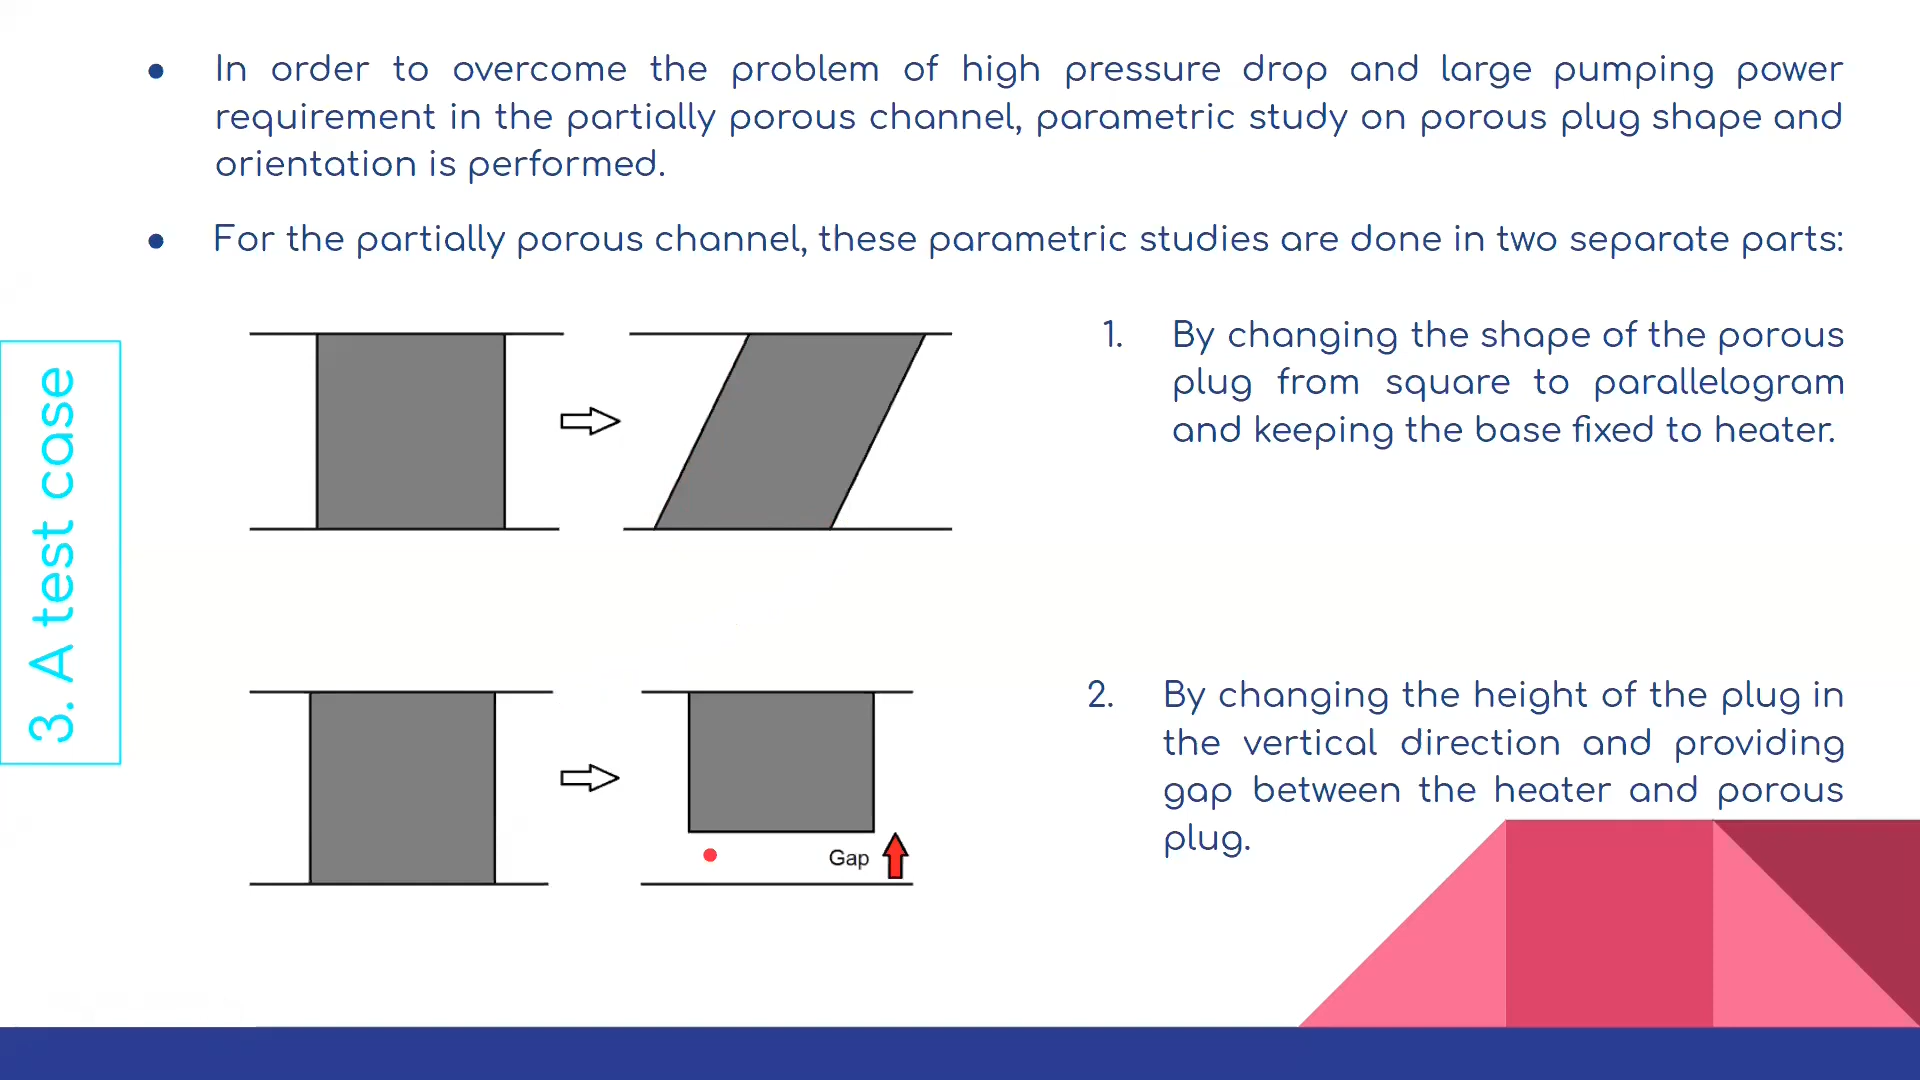 ● In order to overcome the problem of high pressure drop and large pumping power
requirement in the partially porous channel, parametric study on porous plug shape and
orientation is performed.
● For the partially porous channel, these parametric studies are done in two separate parts:
3. A test case
1. By changing the shape of the porous
plug from square to parallelogram
and keeping the base fixed to heater.
2. By changing the height of the plug in
the vertical direction and providing
gap between the heater and porous
plug.
Gap